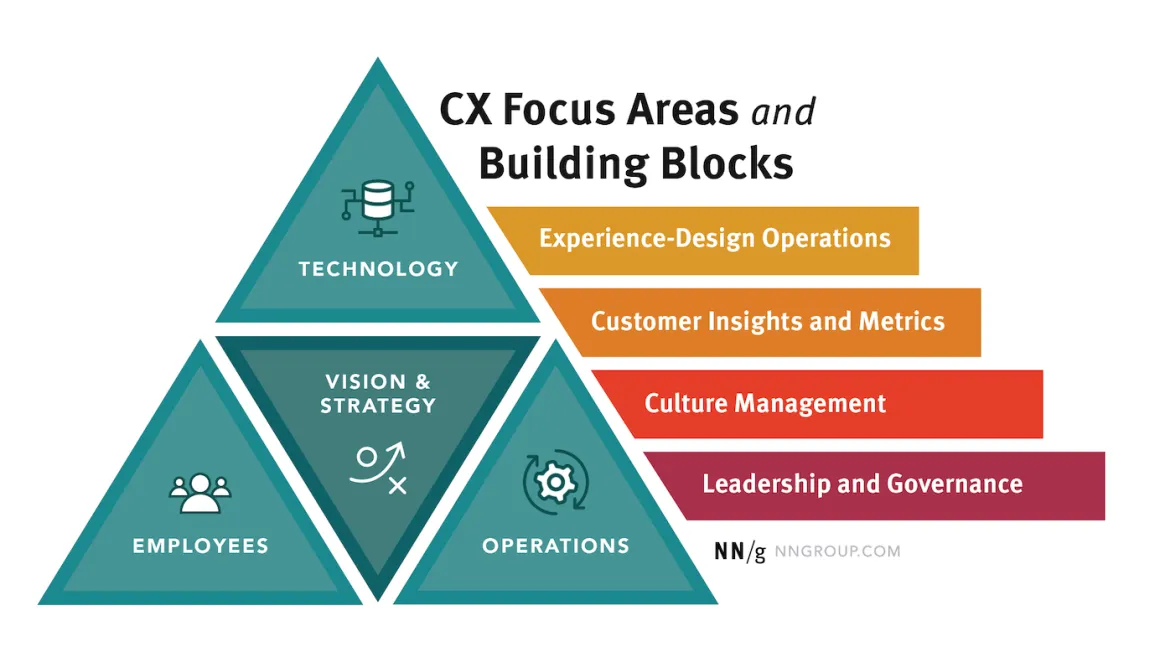 CX Focus Areas and
Building Blocks
TECHNOLOGY
VISION &
STRATEGY
EMPLOYEES
OPERATIONS
Experience-Design Operations
Customer Insights and Metrics
Culture Management
Leadership and Governance
NN/g NNGROUP.COM